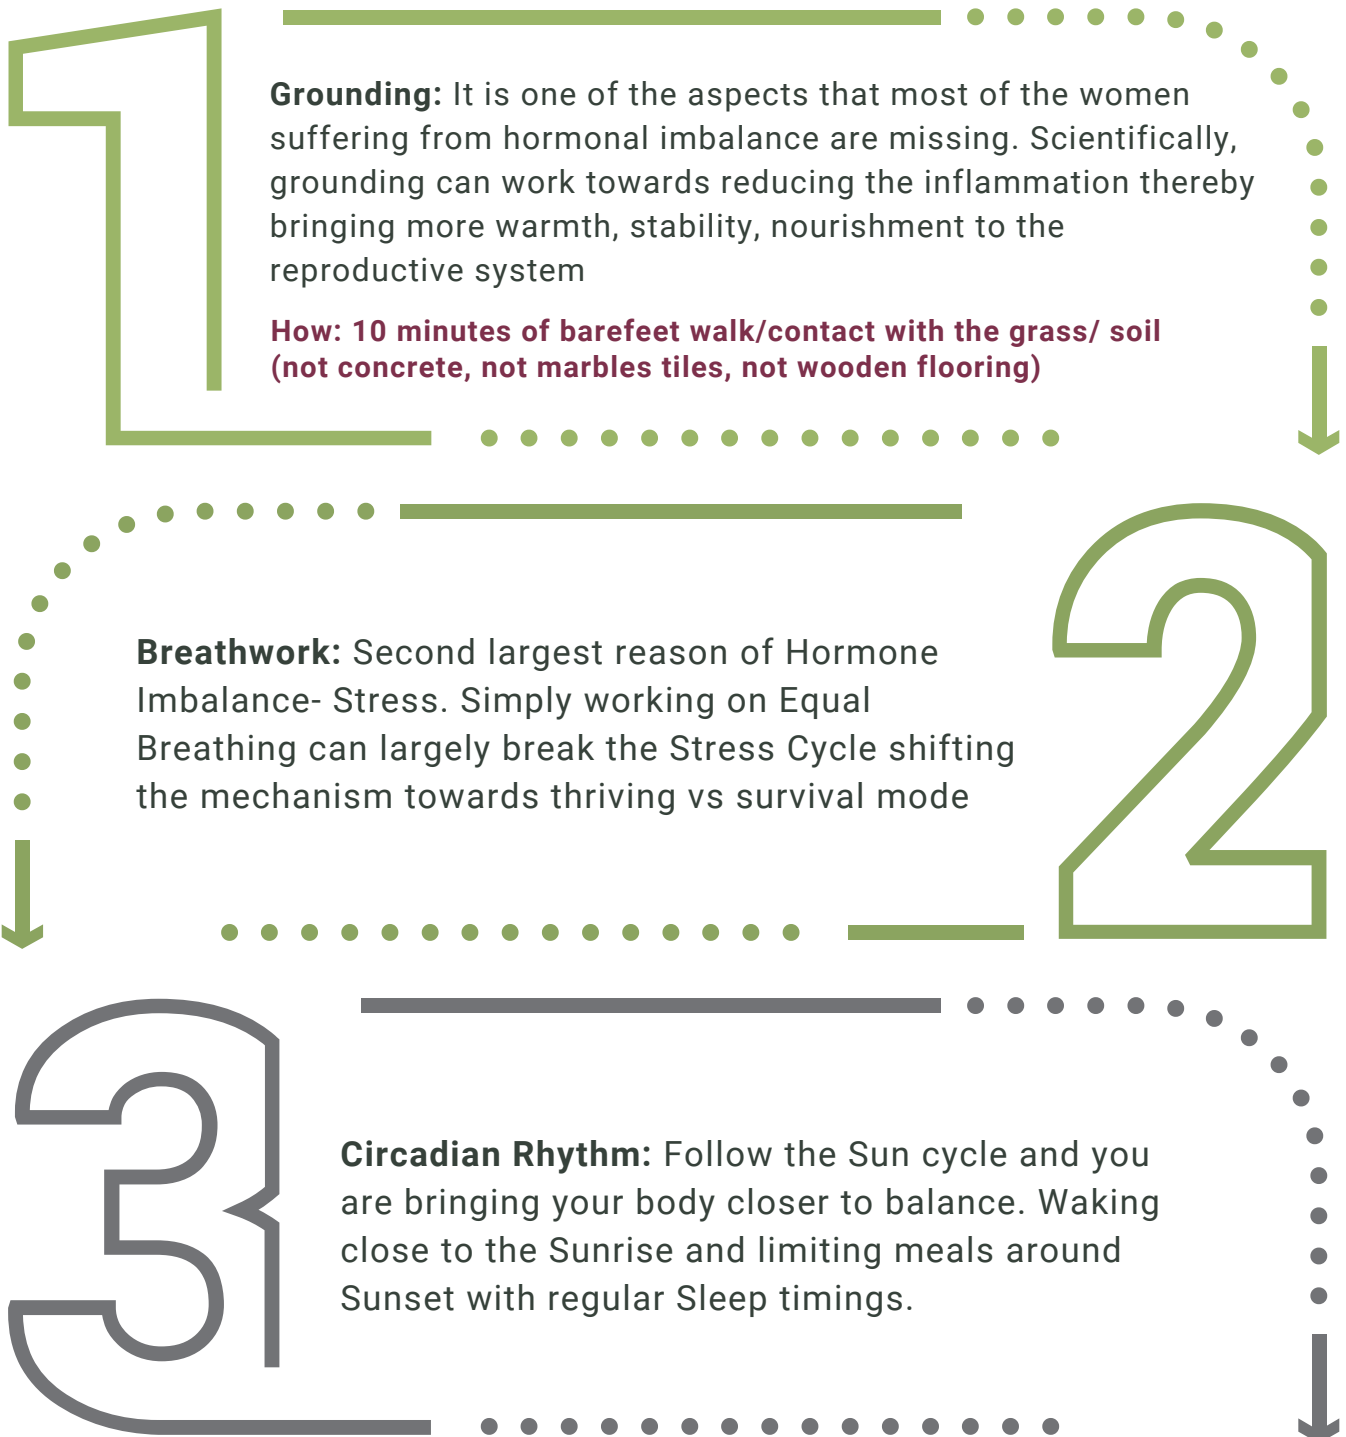 1
Grounding: It is one of the aspects that most of the women
suffering from hormonal imbalance are missing. Scientifically,
grounding can work towards reducing the inflammation thereby
bringing more warmth, stability, nourishment to the
reproductive system
How: 10 minutes of barefeet walk/contact with the grass/ soil
(not concrete, not marbles tiles, not wooden flooring)
2
Breathwork: Second largest reason of Hormone
Imbalance- Stress. Simply working on Equal
Breathing can largely break the Stress Cycle shifting
the mechanism towards thriving vs survival mode
3
Circadian Rhythm: Follow the Sun cycle and you
are bringing your body closer to balance. Waking
close to the Sunrise and limiting meals around
Sunset with regular Sleep timings.